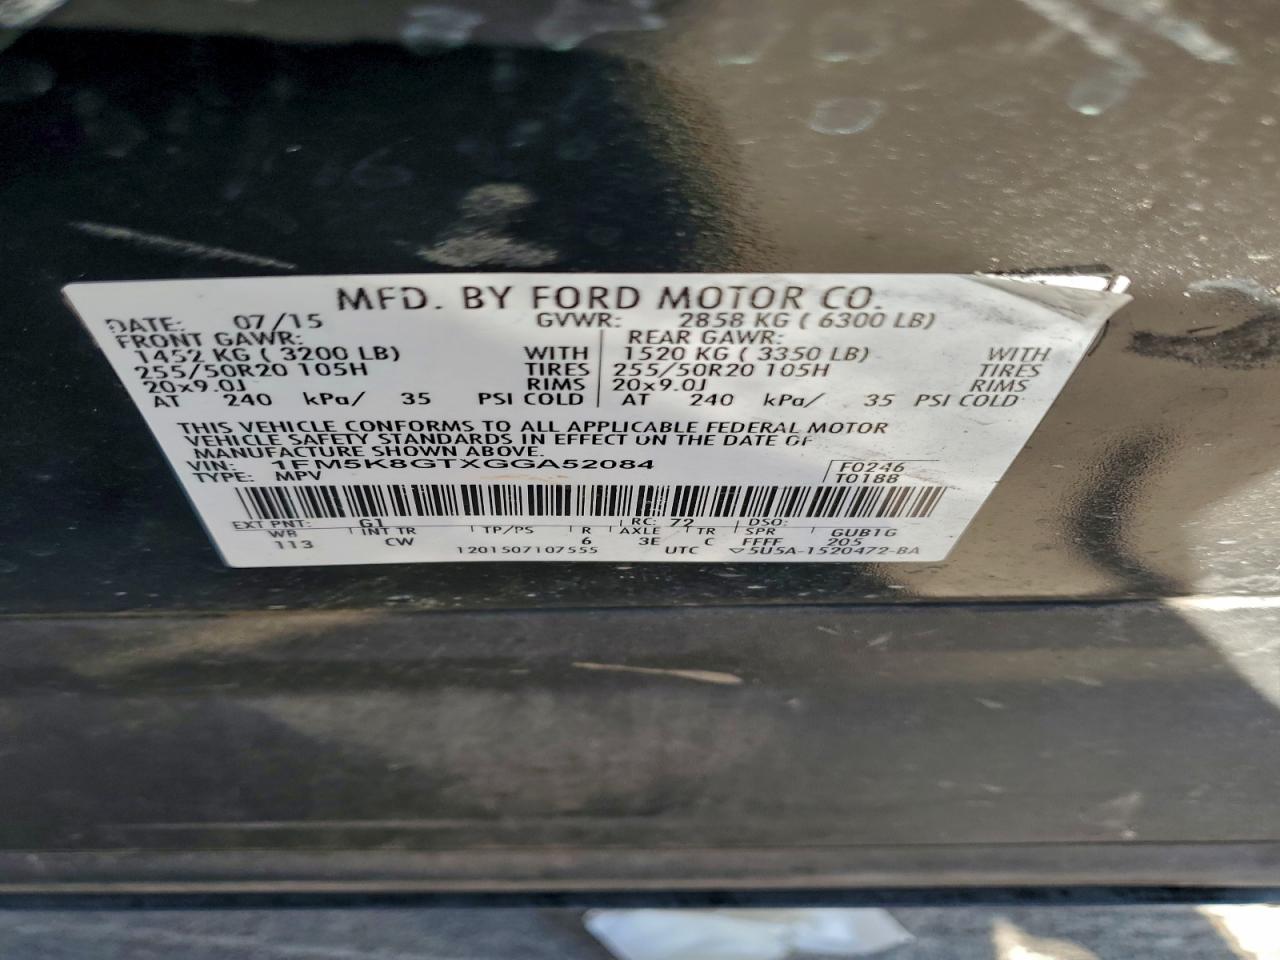 MFD. BY FORD MOTOR CO.
DATE: 07/15 GVWR: 2858 KG ( 6300 LB)
FRONT GAWR: REAR GAWR:
1452 KG ( 3200 LB) WITH 1520 KG ( 3350 LB) WITH
255/50R20 105H TIRES 255/50R20 105H TIRES
20x9.0J RIMS 20x9.0J RIMS
AT 240 kPa/ 35 PSI COLD AT 240 kPa/ 35 PSI COLD
THIS VEHICLE CONFORMS TO ALL APPLICABLE FEDERAL MOTOR
VEHICLE SAFETY STANDARDS IN EFFECT ON THE DATE OF
MANUFACTURE SHOWN ABOVE.
VIN: 1FM5K8GTXGGA52084 F0246
TYPE: MPV T0188
EXT PNT: G1 RC: 72 DSO:
WB INT TR TP/PS R AXLE TR SPR GUB1G
113 CW 6 3E C FFFF 205
1201507107555 UTC ▽5U5A-1520472-BA